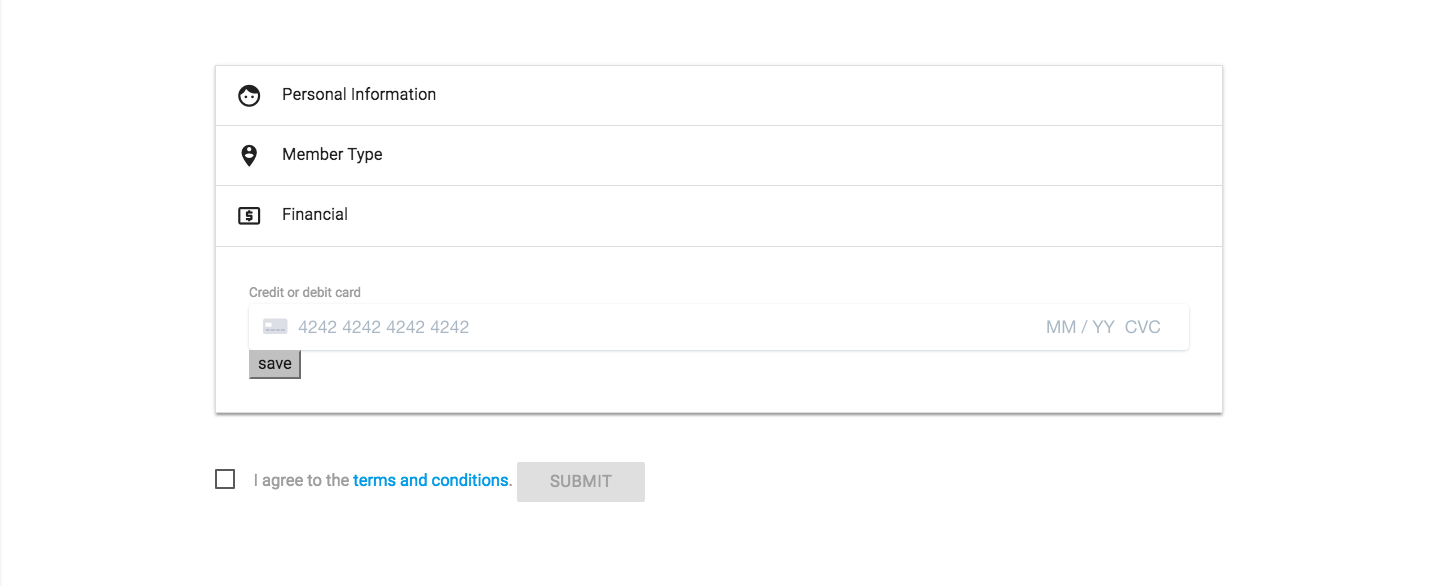 Personal Information
Member Type
Financial
Credit or debit card
4242 4242 4242 4242 MM / YY CVC
save
I agree to the terms and conditions. SUBMIT